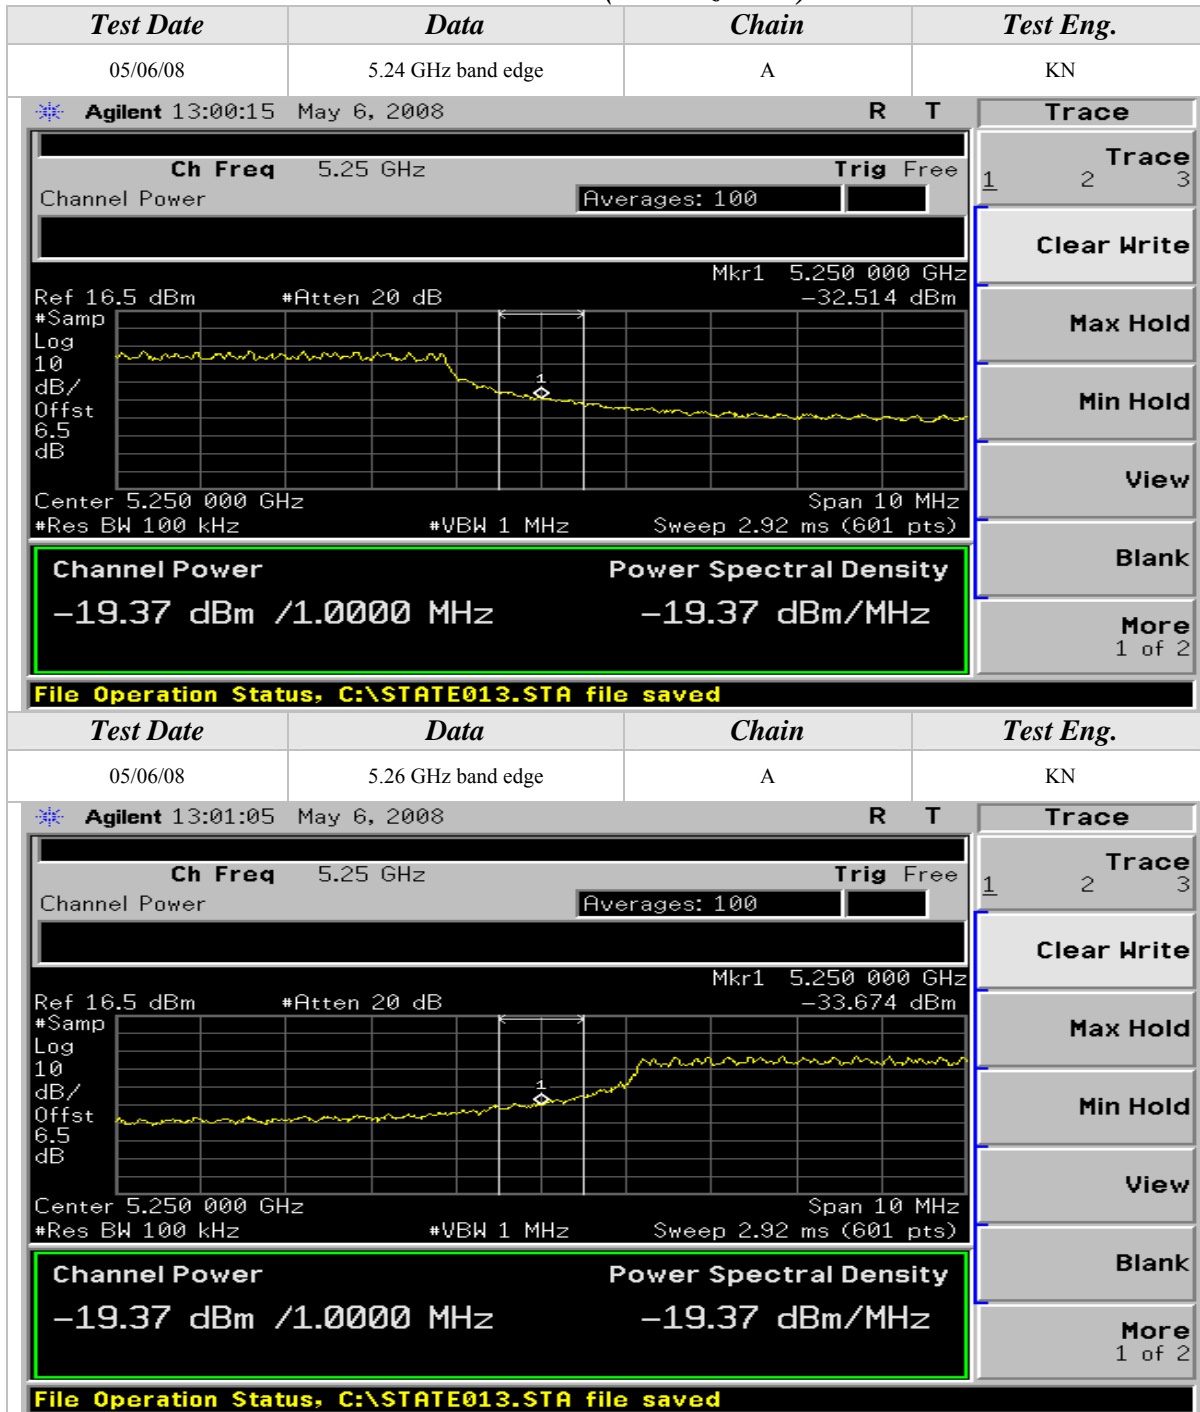 Test Date Data Chain Test Eng.
05/06/08 5.24 GHz band edge A KN
Agilent 13:00:15 May 6, 2008 R T Trace
Ch Freq 5.25 GHz Trig Free
Channel Power Averages: 100
Trace
1 2 3
Clear Write
Mkr1 5.250 000 GHz
Ref 16.5 dBm #Atten 20 dB -32.514 dBm
#Samp
Log
10
dB/
Offst
6.5
dB
1
Max Hold
Min Hold
View
Center 5.250 000 GHz Span 10 MHz
#Res BW 100 kHz #VBW 1 MHz Sweep 2.92 ms (601 pts)
Blank
Channel Power Power Spectral Density
-19.37 dBm /1.0000 MHz -19.37 dBm/MHz
More
1 of 2
File Operation Status, C:\STATE013.STA file saved
Test Date Data Chain Test Eng.
05/06/08 5.26 GHz band edge A KN
Agilent 13:01:05 May 6, 2008 R T Trace
Ch Freq 5.25 GHz Trig Free
Channel Power Averages: 100
Trace
1 2 3
Clear Write
Mkr1 5.250 000 GHz
Ref 16.5 dBm #Atten 20 dB -33.674 dBm
#Samp
Log
10
dB/
Offst
6.5
dB
1
Max Hold
Min Hold
View
Center 5.250 000 GHz Span 10 MHz
#Res BW 100 kHz #VBW 1 MHz Sweep 2.92 ms (601 pts)
Blank
Channel Power Power Spectral Density
-19.37 dBm /1.0000 MHz -19.37 dBm/MHz
More
1 of 2
File Operation Status, C:\STATE013.STA file saved